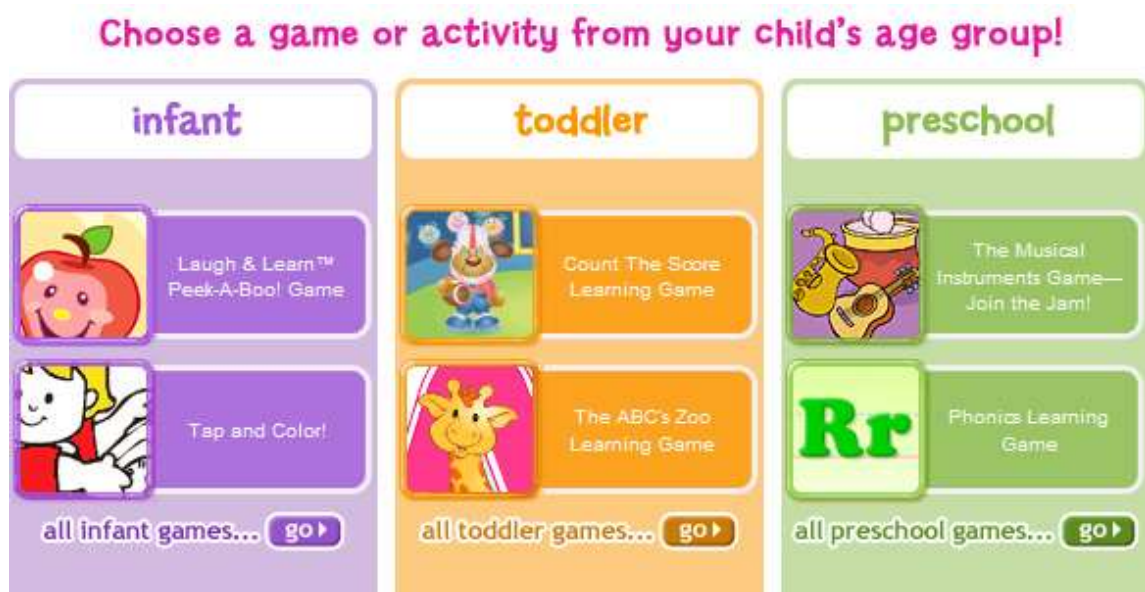 Choose a game or activity from your child's age group!
infant
Laugh & Learn™
Peek-A-Boo! Game
Tap and Color!
all infant games... go
toddler
Count The Score
Learning Game
The ABC's Zoo
Learning Game
all toddler games... go
preschool
The Musical
Instruments Game—
Join the Jam!
Rr
Phonics Learning
Game
all preschool games... go